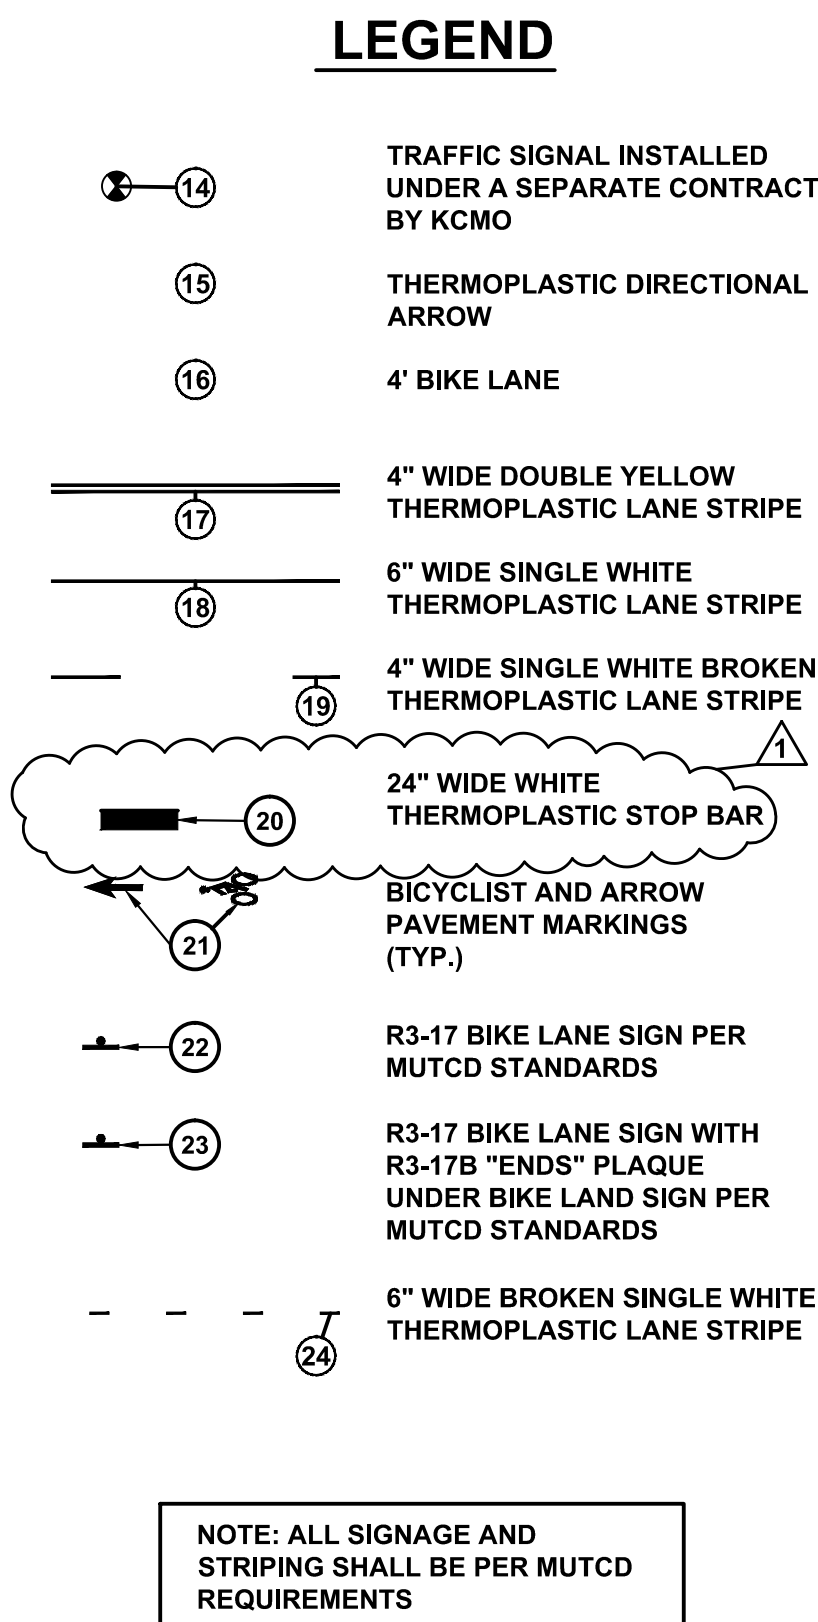 LEGEND
14
TRAFFIC SIGNAL INSTALLED
UNDER A SEPARATE CONTRACT
BY KCMO
15
THERMOPLASTIC DIRECTIONAL
ARROW
16
4' BIKE LANE
17
4" WIDE DOUBLE YELLOW
THERMOPLASTIC LANE STRIPE
18
6" WIDE SINGLE WHITE
THERMOPLASTIC LANE STRIPE
19
4" WIDE SINGLE WHITE BROKEN
THERMOPLASTIC LANE STRIPE
1
20
24" WIDE WHITE
THERMOPLASTIC STOP BAR
21
BICYCLIST AND ARROW
PAVEMENT MARKINGS
(TYP.)
22
R3-17 BIKE LANE SIGN PER
MUTCD STANDARDS
23
R3-17 BIKE LANE SIGN WITH
R3-17B "ENDS" PLAQUE
UNDER BIKE LAND SIGN PER
MUTCD STANDARDS
24
6" WIDE BROKEN SINGLE WHITE
THERMOPLASTIC LANE STRIPE
NOTE: ALL SIGNAGE AND
STRIPING SHALL BE PER MUTCD
REQUIREMENTS